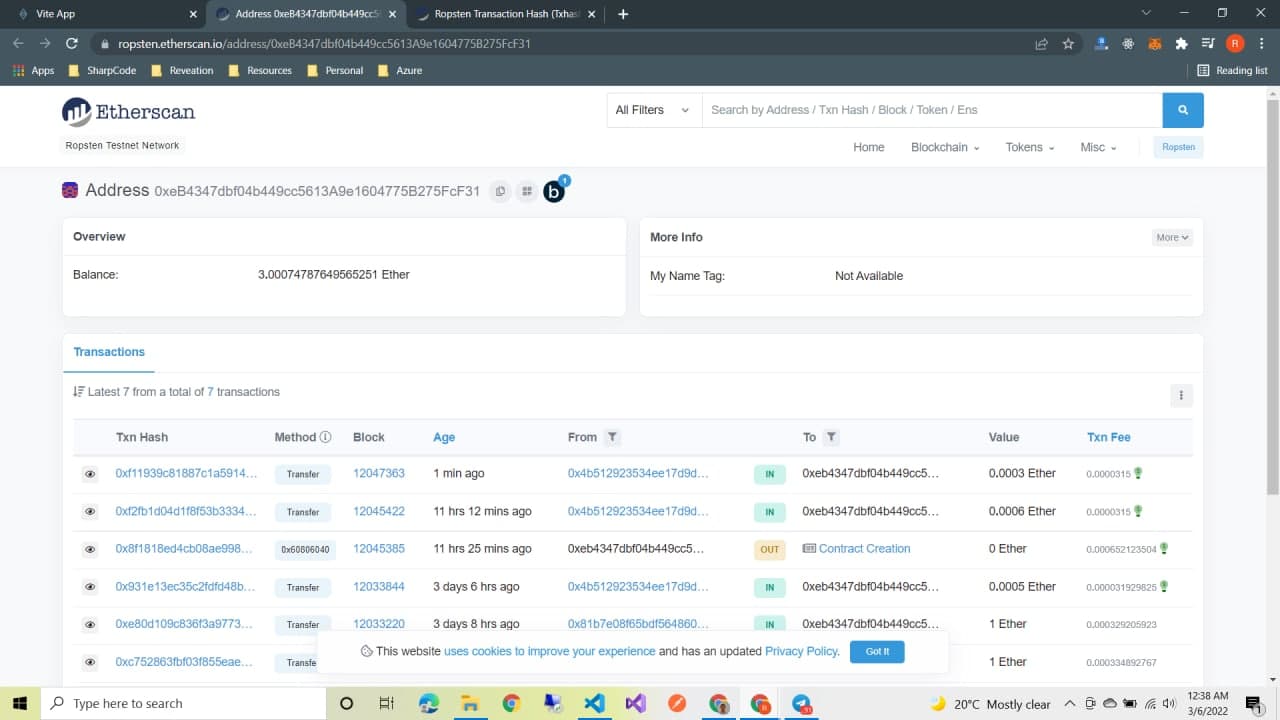 Vite App
Address 0xeB4347dbf04b449cc5
Ropsten Transaction Hash (Txhas
ropsten.etherscan.io/address/0xeB4347dbf04b449cc5613A9e1604775B275FcF31
R
Apps SharpCode Reveation Resources Personal Azure Reading list
Etherscan
All Filters Search by Address / Txn Hash / Block / Token / Ens
Ropsten Testnet Network
Home Blockchain Tokens Misc Ropsten
Address 0xeB4347dbf04b449cc5613A9e1604775B275FcF31 b 1
Overview
Balance: 3.00074787649565251 Ether
More Info More
My Name Tag: Not Available
Transactions
Latest 7 from a total of 7 transactions
Txn Hash Method Block Age From To Value Txn Fee
0xf11939c81887c1a5914... Transfer 12047363 1 min ago 0x4b512923534ee17d9d... IN 0xeb4347dbf04b449cc5... 0.0003 Ether 0.0000315
0xf2fb1d04d1f8f53b3334... Transfer 12045422 11 hrs 12 mins ago 0x4b512923534ee17d9d... IN 0xeb4347dbf04b449cc5... 0.0006 Ether 0.0000315
0x8f1818ed4cb08ae998... 0x60806040 12045385 11 hrs 25 mins ago 0xeb4347dbf04b449cc5... OUT Contract Creation 0 Ether 0.000652123504
0x931e13ec35c2fdfd48b... Transfer 12033844 3 days 6 hrs ago 0x4b512923534ee17d9d... IN 0xeb4347dbf04b449cc5... 0.0005 Ether 0.000031929825
0xe80d109c836f3a9773... Transfer 12033220 3 days 8 hrs ago 0x81b7e08f65bdf564860... IN 0xeb4347dbf04b449cc5... 1 Ether 0.000329205923
0xc752863fbf03f855eae... Transfe 1 Ether 0.000334892767
This website uses cookies to improve your experience and has an updated Privacy Policy. Got It
Type here to search
20°C Mostly clear
12:38 AM
3/6/2022
1